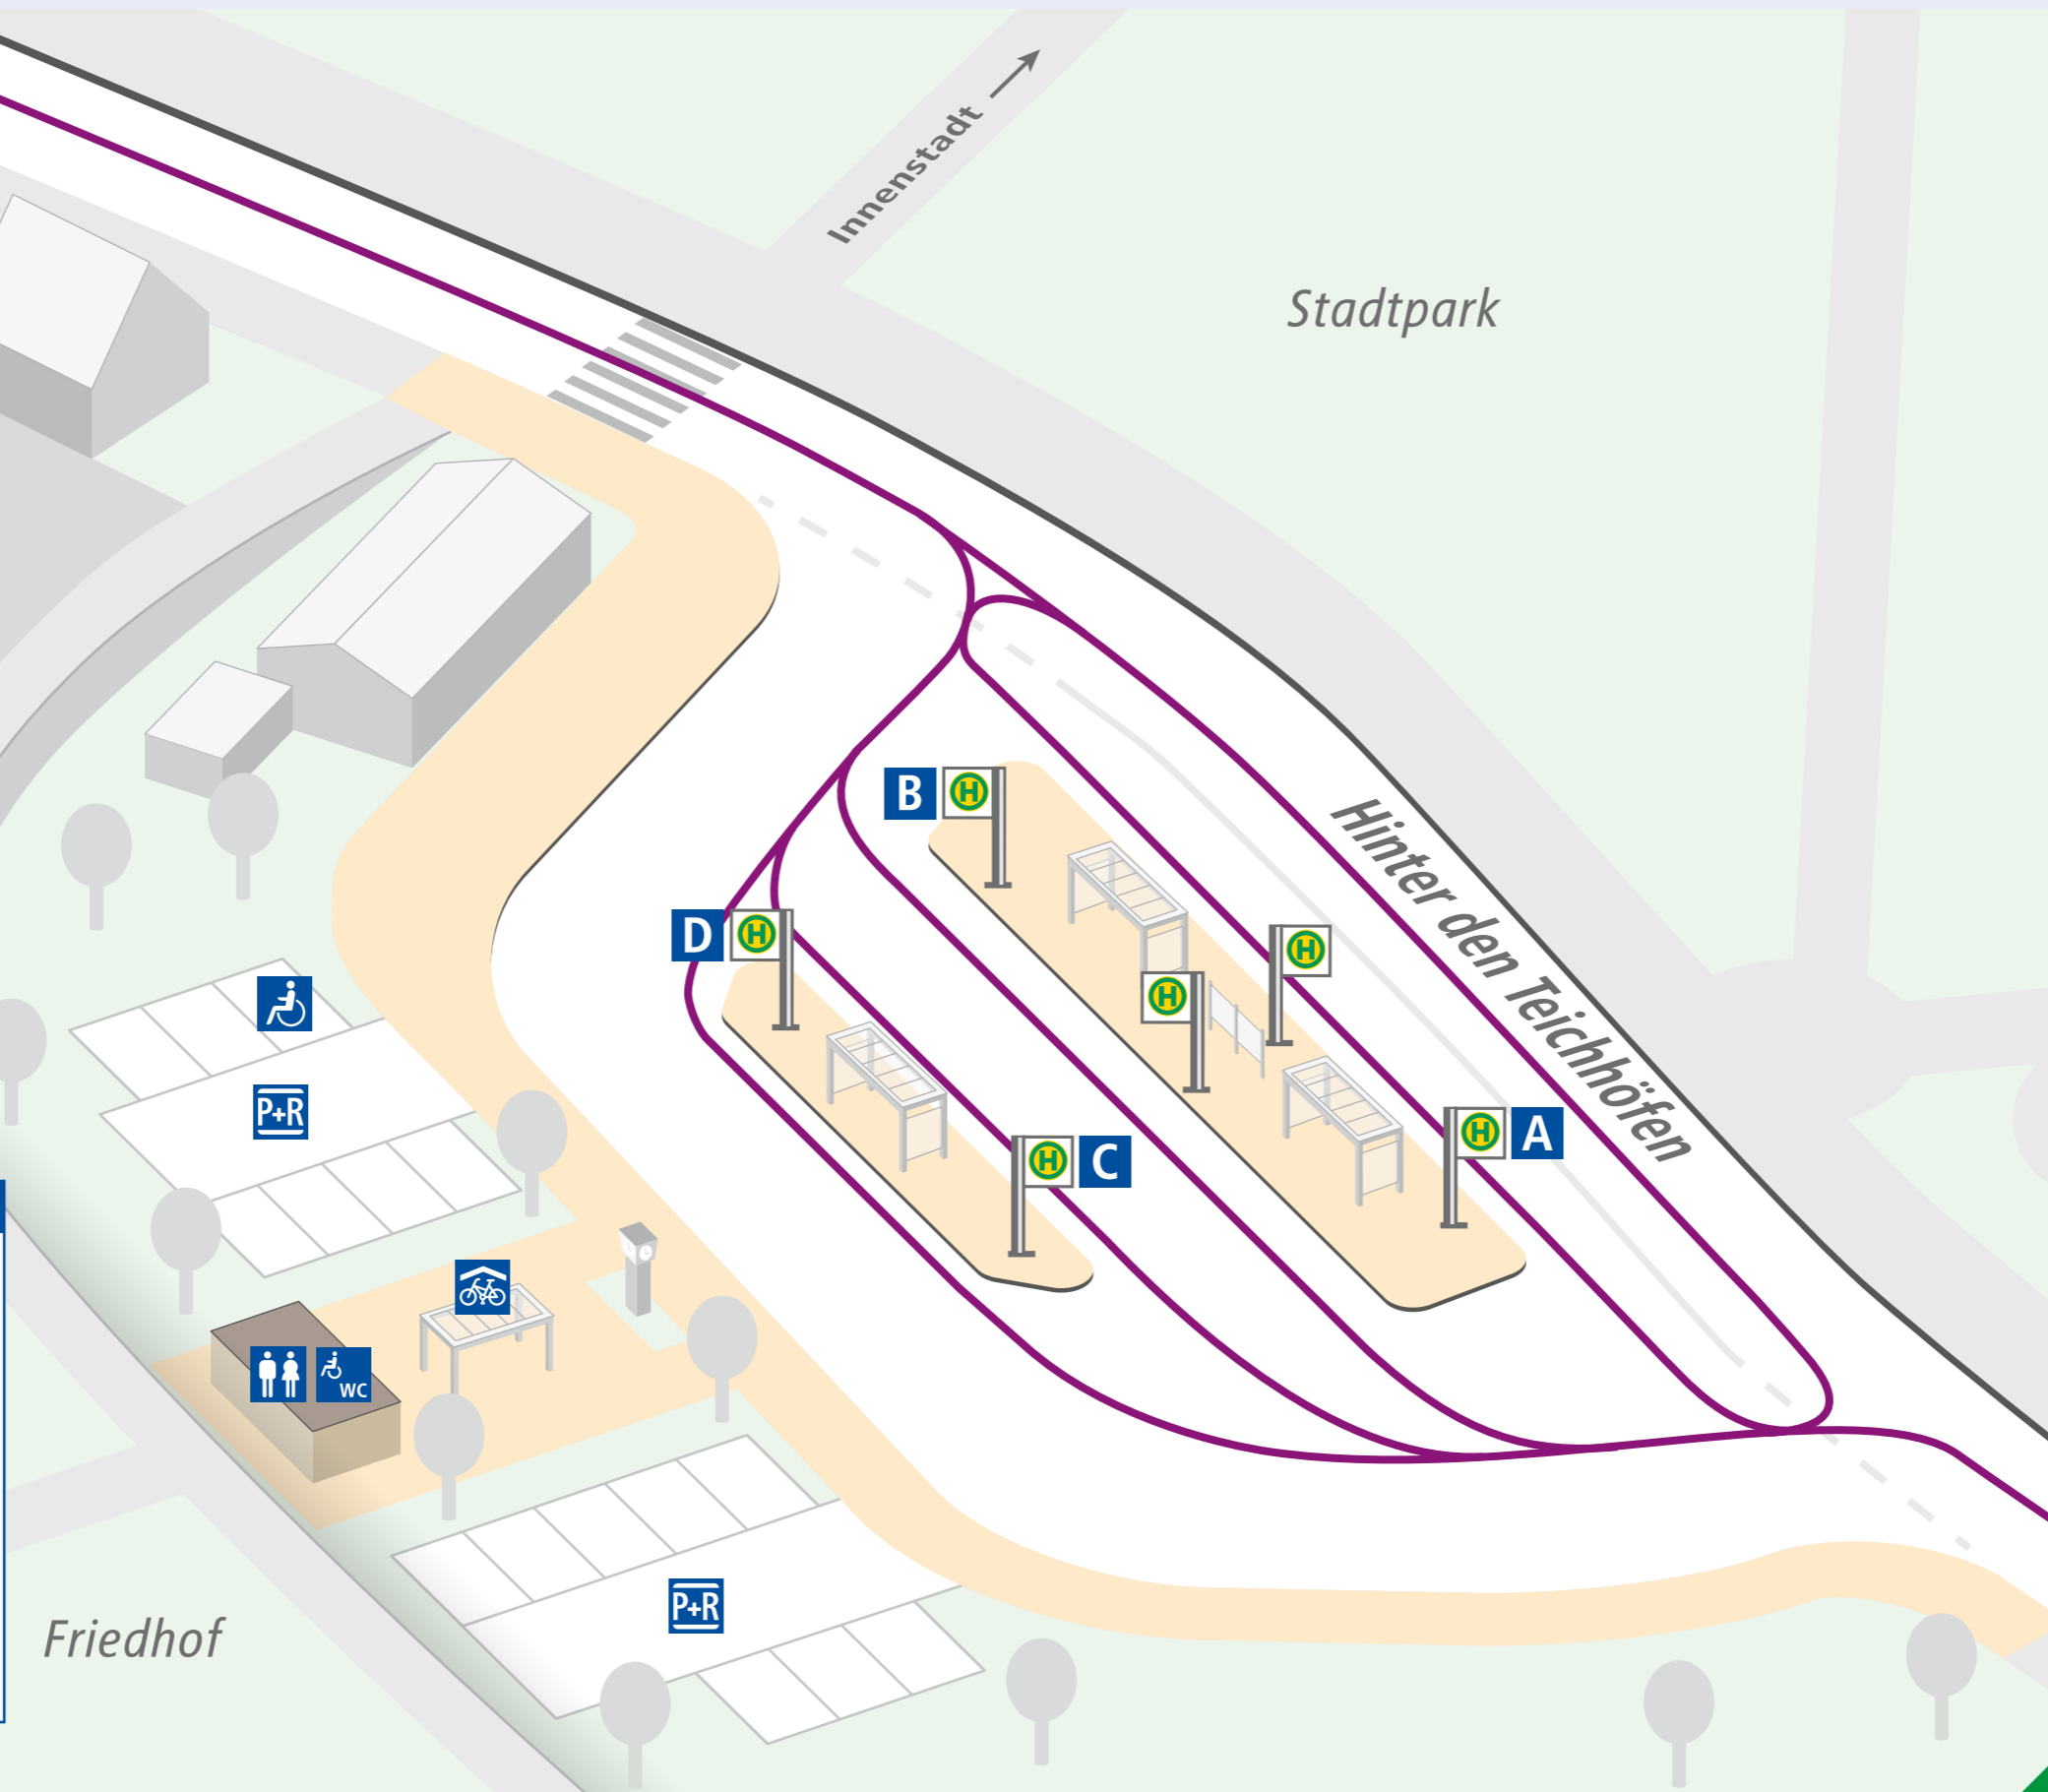 Innenstadt
Stadtpark
Hinter den Teichhöfen
B H
D H
H
H
H A
H C
P+R
WC
P+R
Friedhof